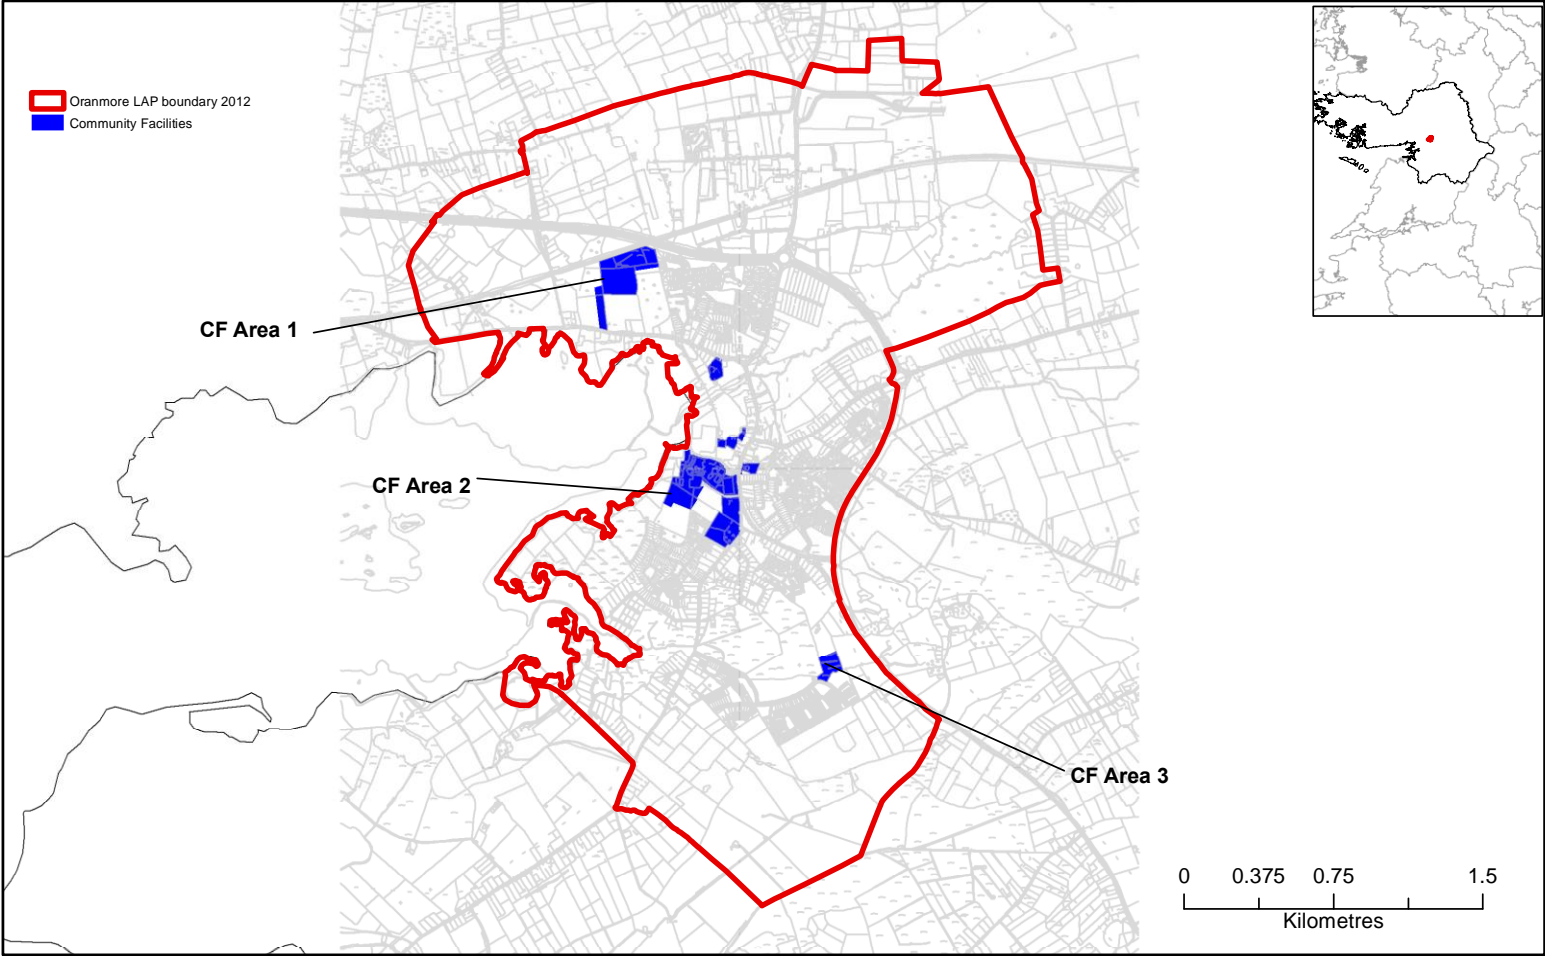 Oranmore LAP boundary 2012
Community Facilities
CF Area 1
CF Area 2
CF Area 3
0 0.375 0.75 1.5
Kilometres